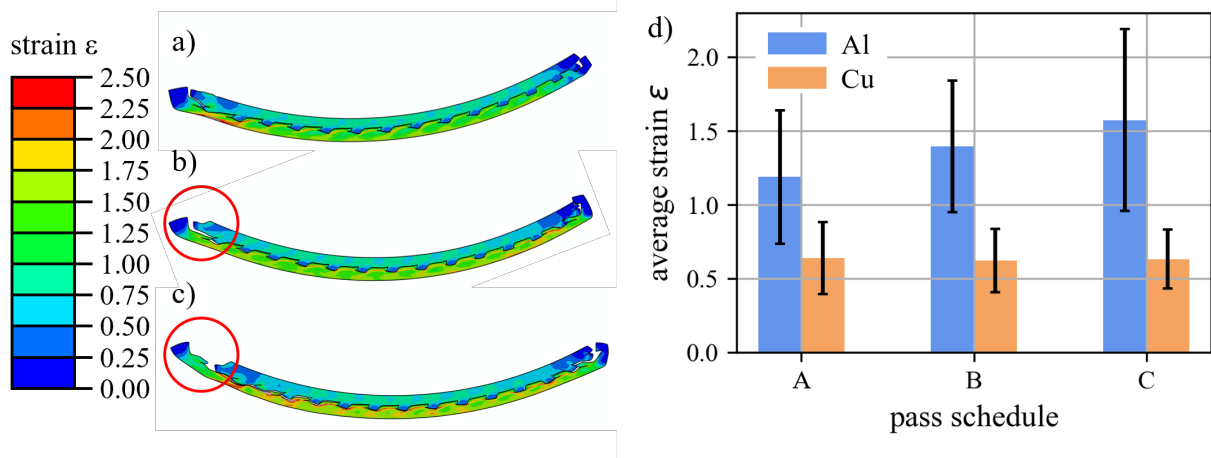 strain ε
2.50
2.25
2.00
1.75
1.50
1.25
1.00
0.75
0.50
0.25
0.00
a)
b)
c)
d)
Al
Cu
average strain ε
2.0
1.5
1.0
0.5
0.0
A B C
pass schedule